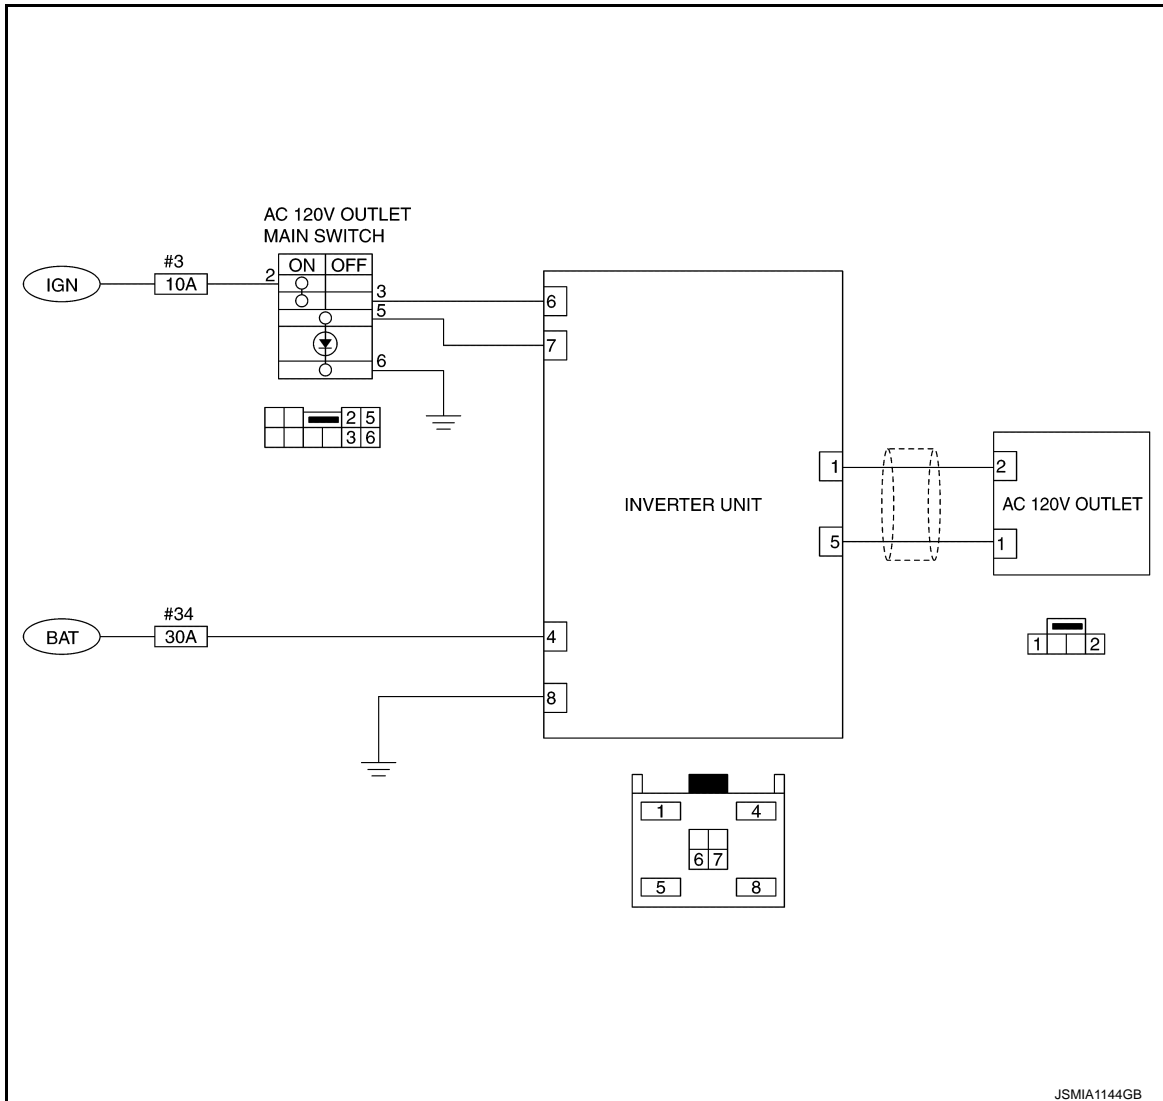 AC 120V OUTLET
MAIN SWITCH
ON OFF
#3
IGN
10A
2
3
5
6
2 5
3 6
6
7
INVERTER UNIT
1
5
2
AC 120V OUTLET
1
#34
BAT
30A
4
8
1 2
1 4
6 7
5 8
JSMIA1144GB